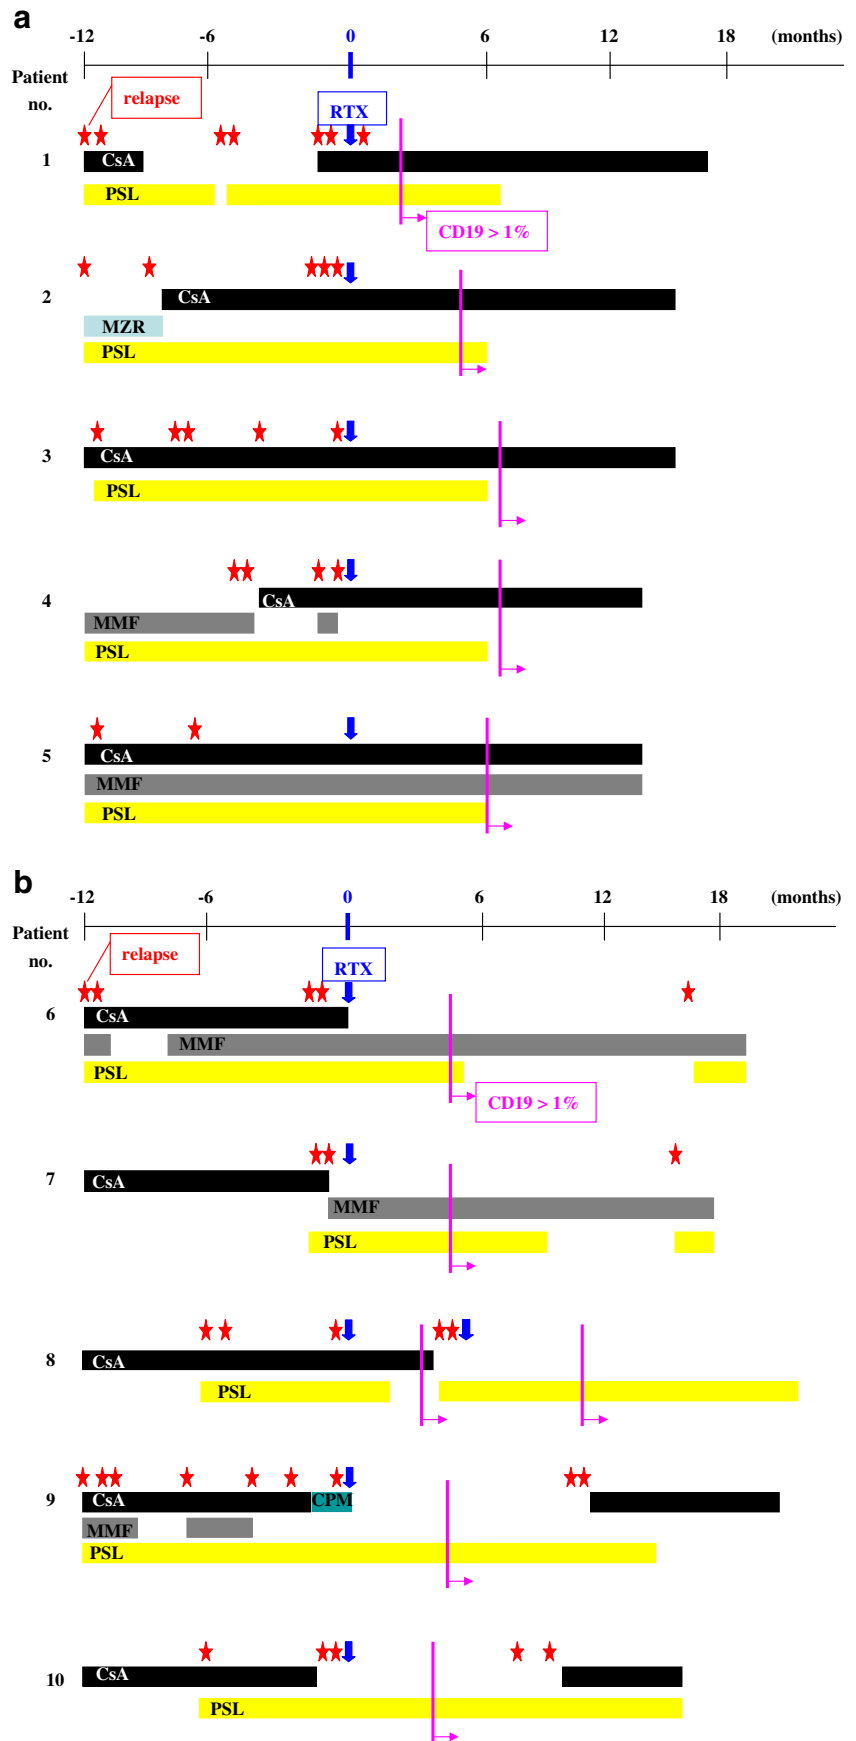 a
-12 -6 0 6 12 18 (months)
Patient
no.
relapse
RTX
1
CsA
PSL
CD19 > 1%
2
CsA
MZR
PSL
3
CsA
PSL
4
CsA
MMF
PSL
5
CsA
MMF
PSL
b
-12 -6 0 6 12 18 (months)
Patient
no.
relapse
RTX
6
CsA
MMF
PSL
CD19 > 1%
7
CsA
MMF
PSL
8
CsA
PSL
9
CsA CPM
MMF
PSL
10
CsA
PSL